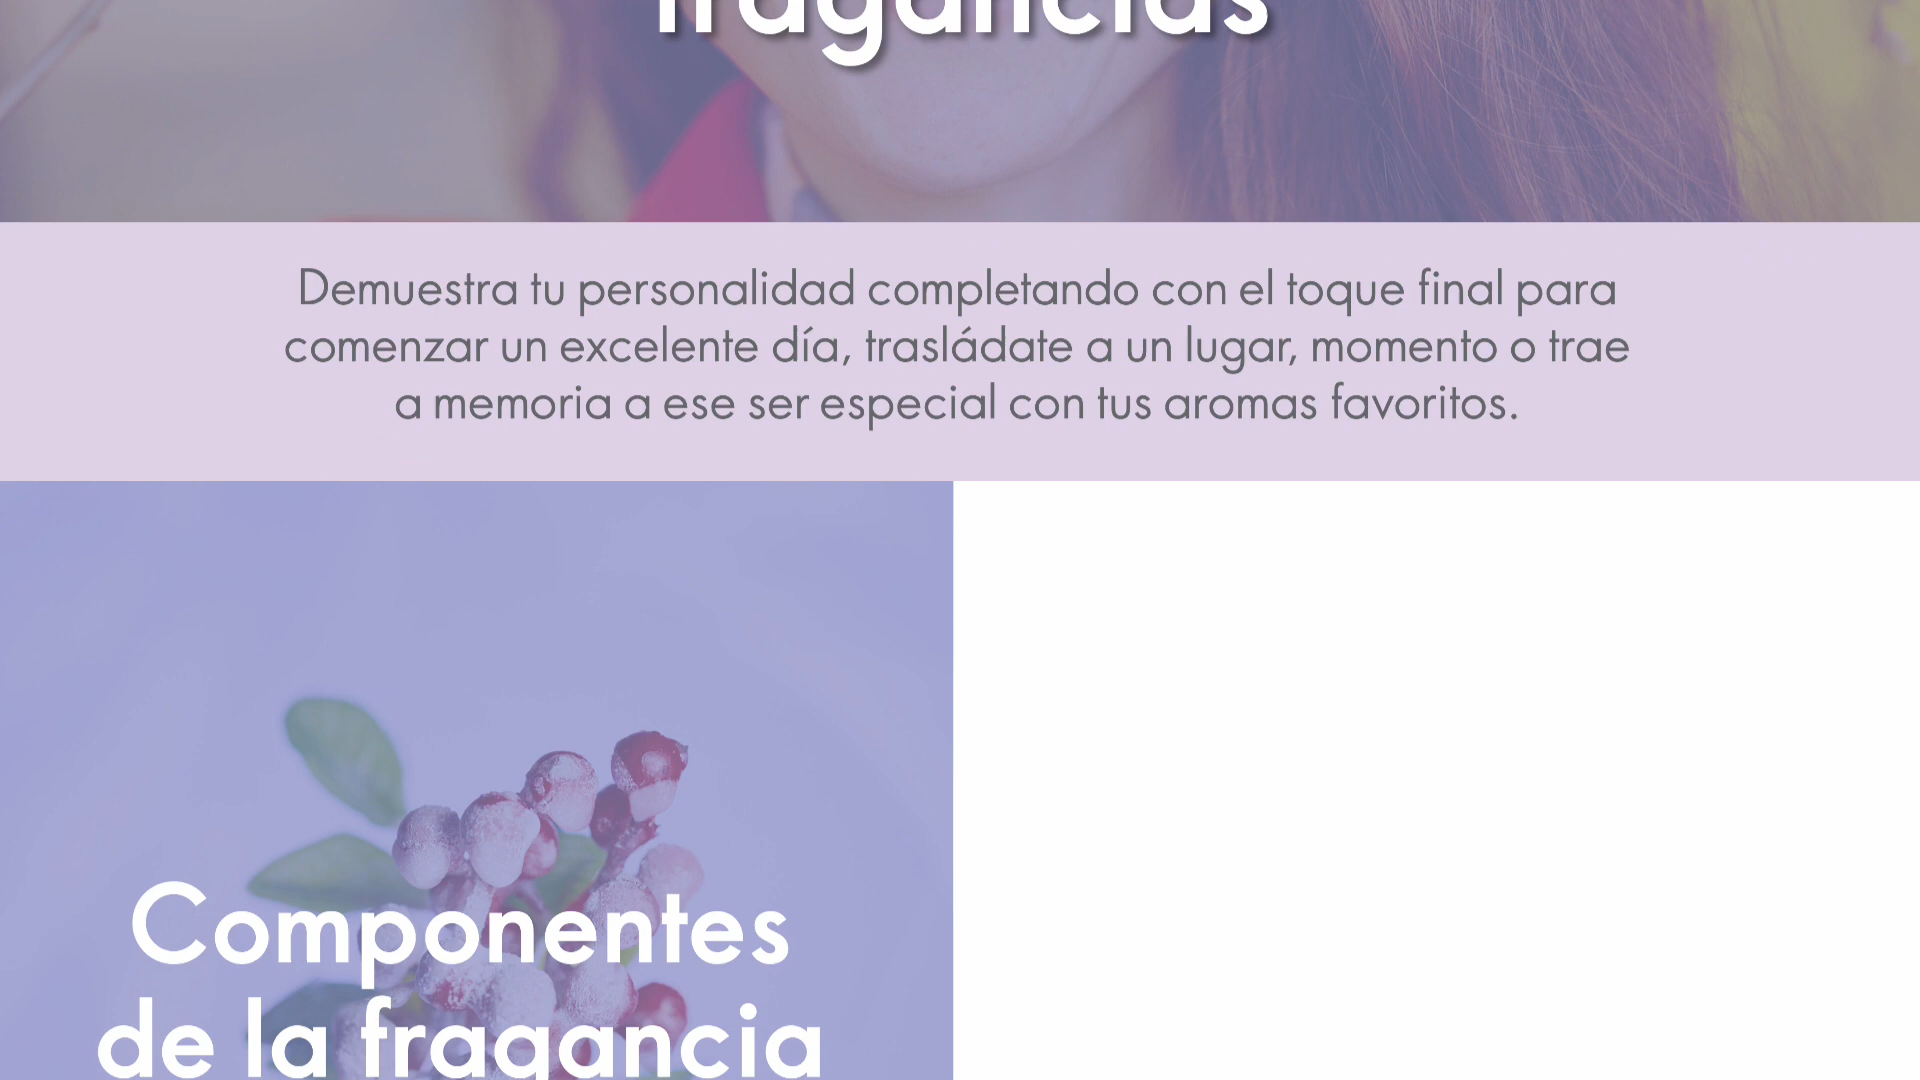 fragancias
Demuestra tu personalidad completando con el toque final para
comenzar un excelente día, trasládate a un lugar, momento o trae
a memoria a ese ser especial con tus aromas favoritos.
Componentes
de la fragancia